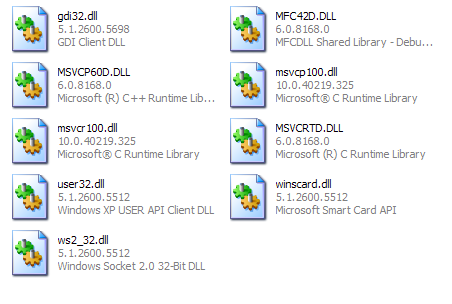 gdi32.dll
5.1.2600.5698
GDI Client DLL
MFC42D.DLL
6.0.8168.0
MFCDLL Shared Library - Debu...
MSVCP60D.DLL
6.0.8168.0
Microsoft (R) C++ Runtime Lib...
msvcp100.dll
10.0.40219.325
Microsoft® C Runtime Library
msvcr100.dll
10.0.40219.325
Microsoft® C Runtime Library
MSVCRTD.DLL
6.0.8168.0
Microsoft (R) C Runtime Library
user32.dll
5.1.2600.5512
Windows XP USER API Client DLL
winscard.dll
5.1.2600.5512
Microsoft Smart Card API
ws2_32.dll
5.1.2600.5512
Windows Socket 2.0 32-Bit DLL